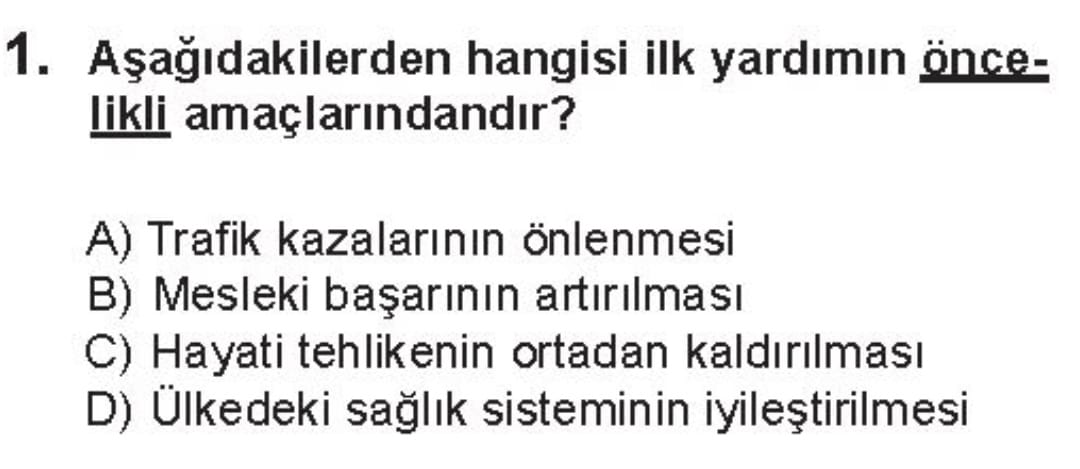 1. Aşağıdakilerden hangisi ilk yardımın önce-
likli amaçlarındandır?
A) Trafik kazalarının önlenmesi
B) Mesleki başarının artırılması
C) Hayati tehlikenin ortadan kaldırılması
D) Ülkedeki sağlık sisteminin iyileştirilmesi